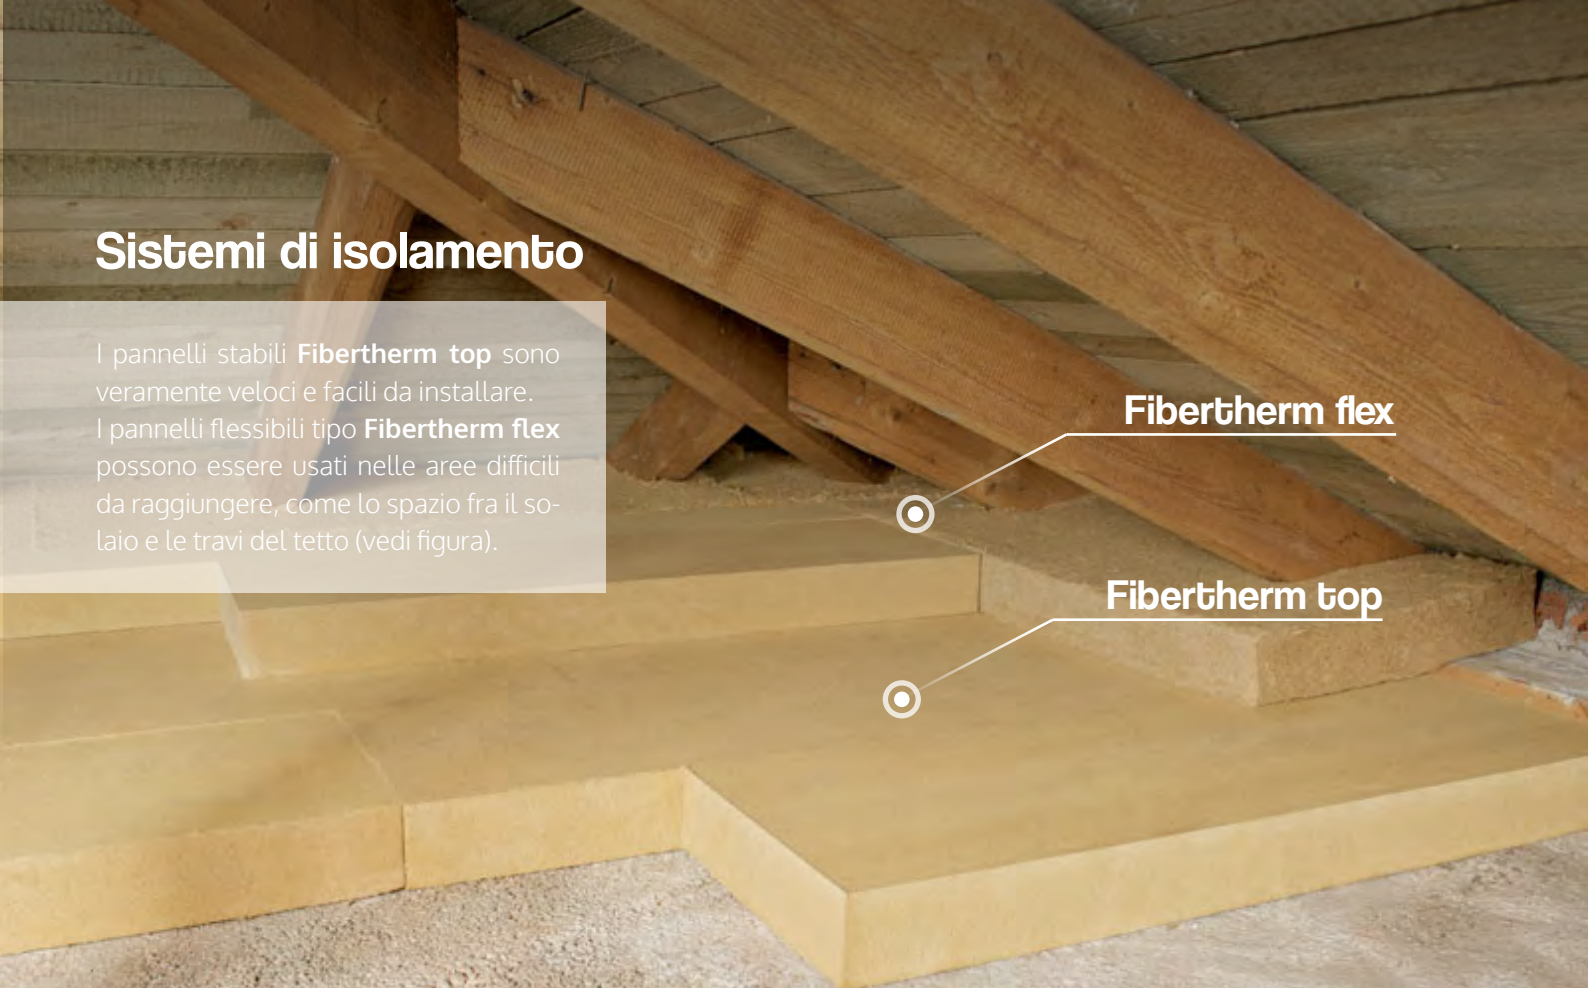 Sistemi di isolamento
I pannelli stabili Fibertherm top sono
veramente veloci e facili da installare.
I pannelli flessibili tipo Fibertherm flex
possono essere usati nelle aree difficili
da raggiungere, come lo spazio fra il so-
laio e le travi del tetto (vedi figura).
Fibertherm flex
Fibertherm top